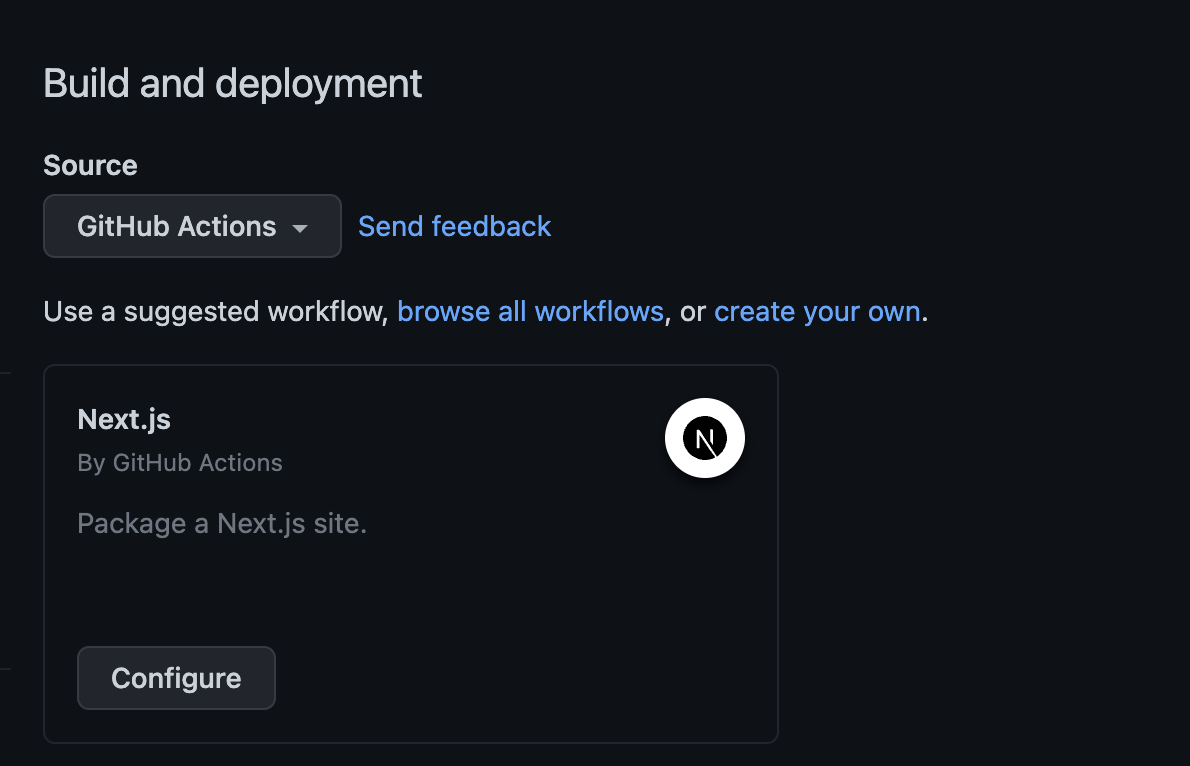 Build and deployment
Source
GitHub Actions Send feedback
Use a suggested workflow, browse all workflows, or create your own.
Next.js
By GitHub Actions
Package a Next.js site.
Configure